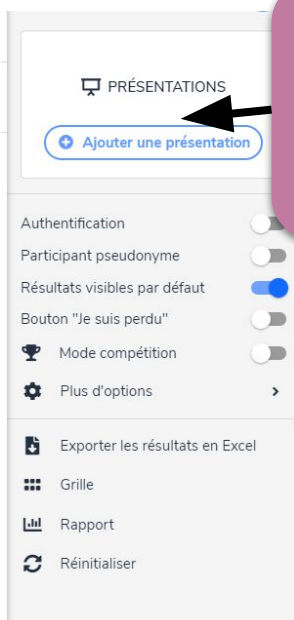 PRÉSENTATIONS
Ajouter une présentation
Authentification
Participant pseudonyme
Résultats visibles par défaut
Bouton "Je suis perdu"
Mode compétition
Plus d'options
Exporter les résultats en Excel
Grille
Rapport
Réinitialiser